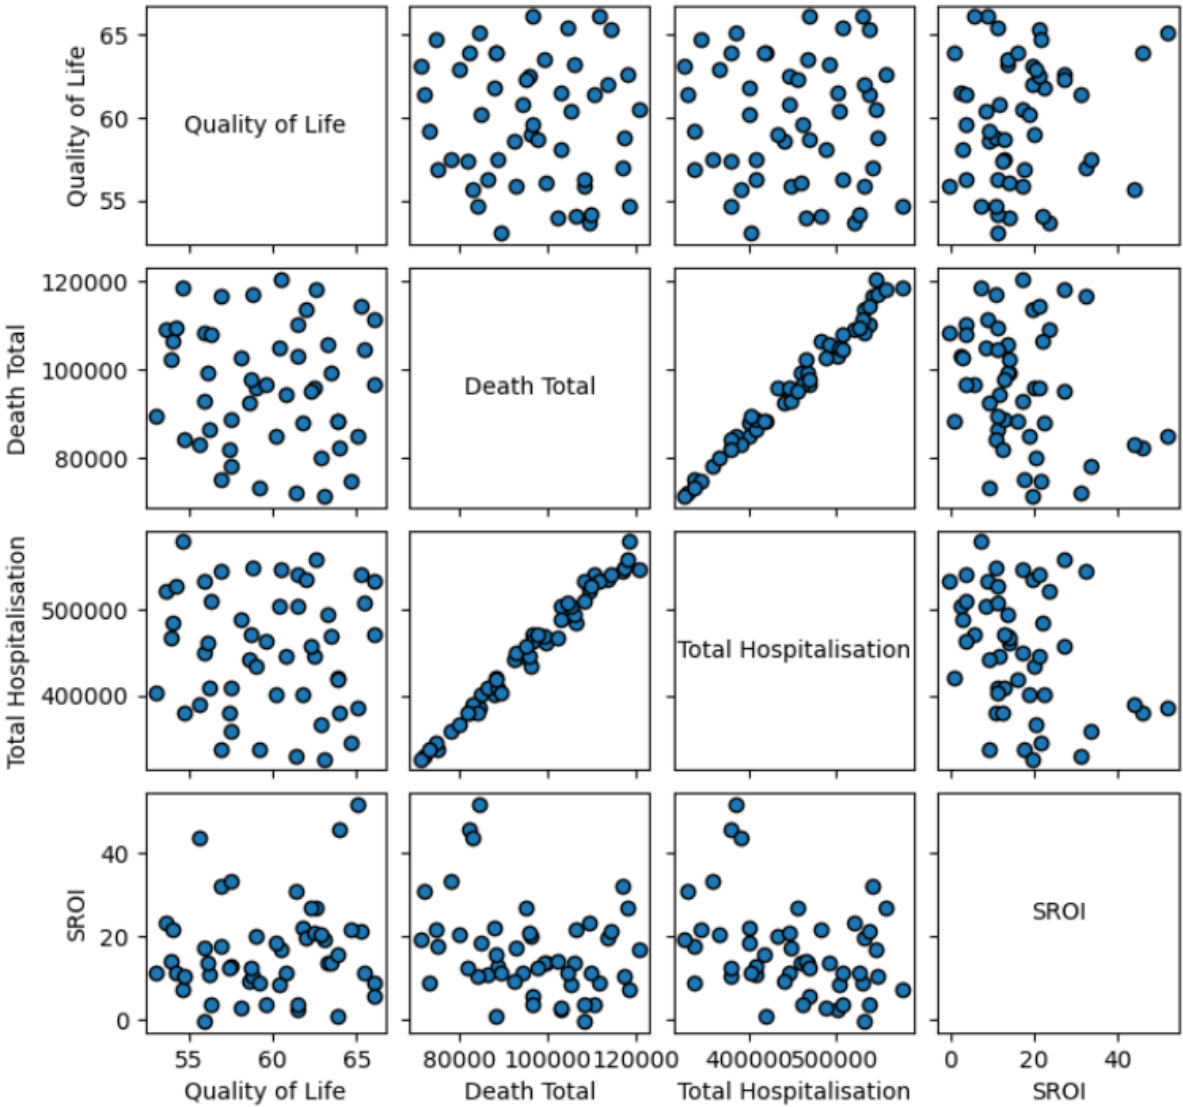 Quality of Life
65
60
55
Quality of Life
Death Total
120000
100000
80000
Death Total
Total Hospitalisation
500000
400000
Total Hospitalisation
SROI
40
20
0
SROI
55 60 65
80000 100000 120000
400000 500000
0 20 40
Quality of Life
Death Total
Total Hospitalisation
SROI